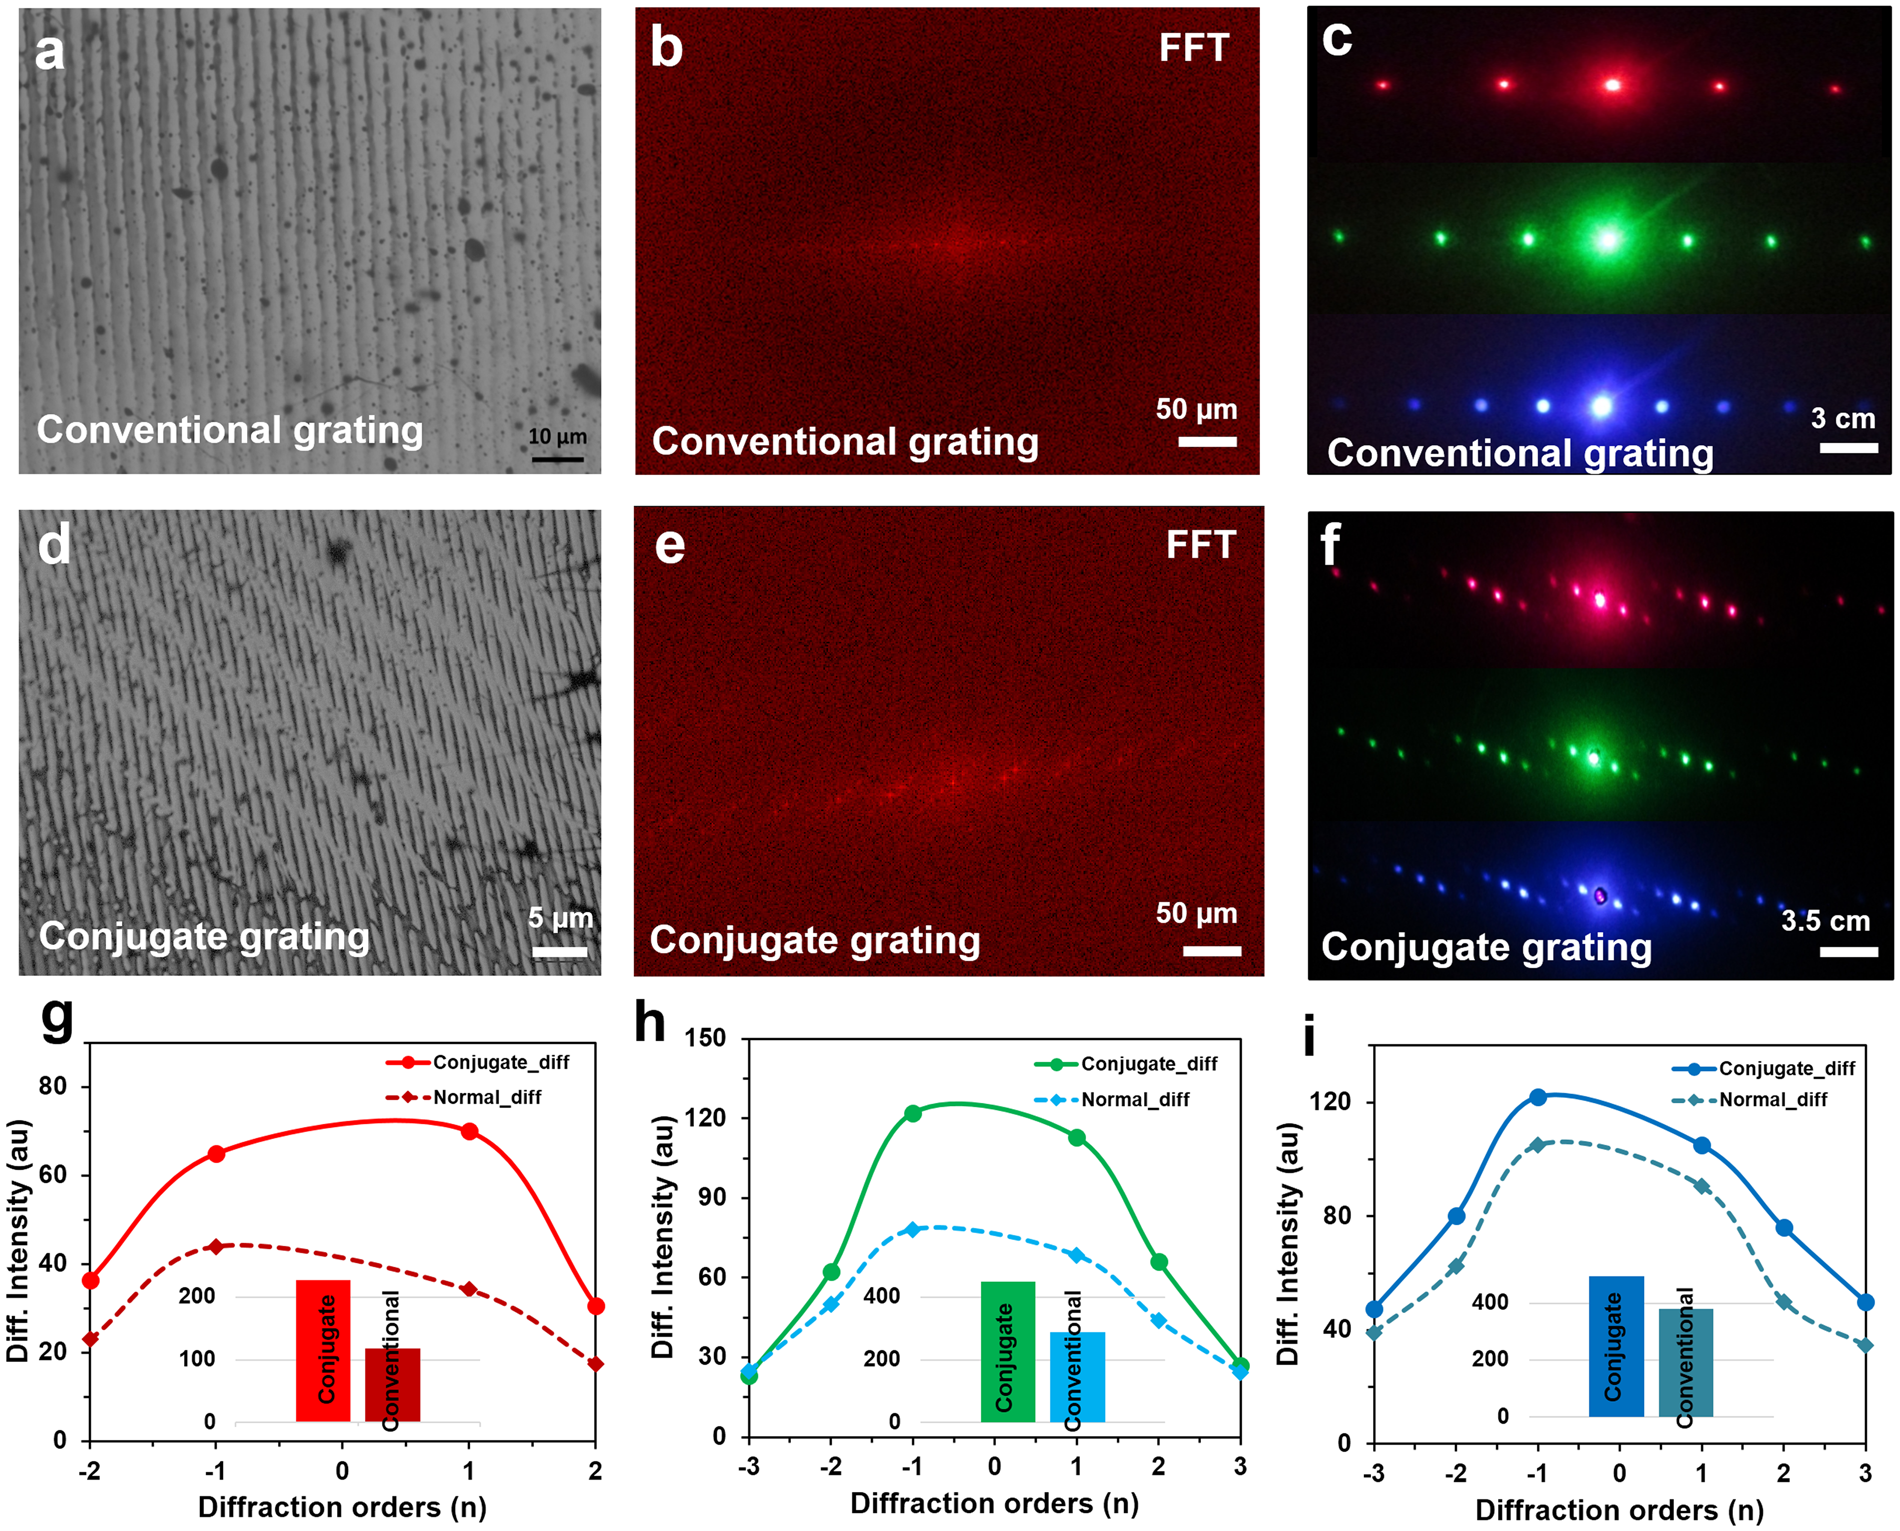 a
Conventional grating
10 µm
b
FFT
50 µm
Conventional grating
c
3 cm
Conventional grating
d
5 µm
Conjugate grating
e
FFT
50 µm
Conjugate grating
f
3.5 cm
Conjugate grating
g
Conjugate_diff
Normal_diff
Diff. Intensity (au)
80
60
40
20
0
200
100
0
Conjugate
Conventional
-2
-1
0
1
2
Diffraction orders (n)
h
Conjugate_diff
Normal_diff
Diff. Intensity (au)
150
120
90
60
30
0
400
200
0
Conjugate
Conventional
-3
-2
-1
0
1
2
3
Diffraction orders (n)
i
Conjugate_diff
Normal_diff
Diff. Intensity (au)
120
80
40
0
400
200
0
Conjugate
Conventional
-3
-2
-1
0
1
2
3
Diffraction orders (n)